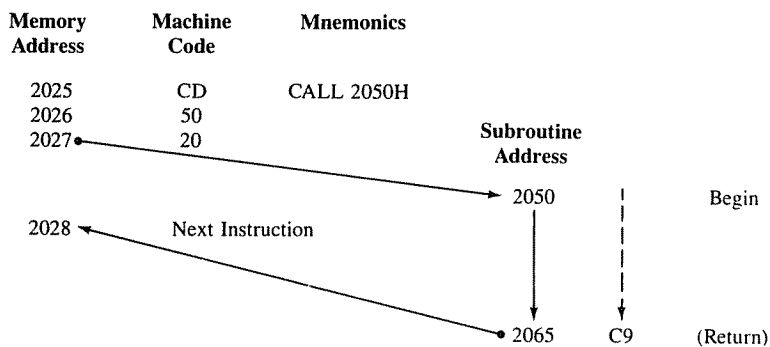 Memory Address Machine Code Mnemonics
2025 CD CALL 2050H
2026 50
2027 20
Subroutine Address
2050 Begin
2028 Next Instruction
2065 C9 (Return)